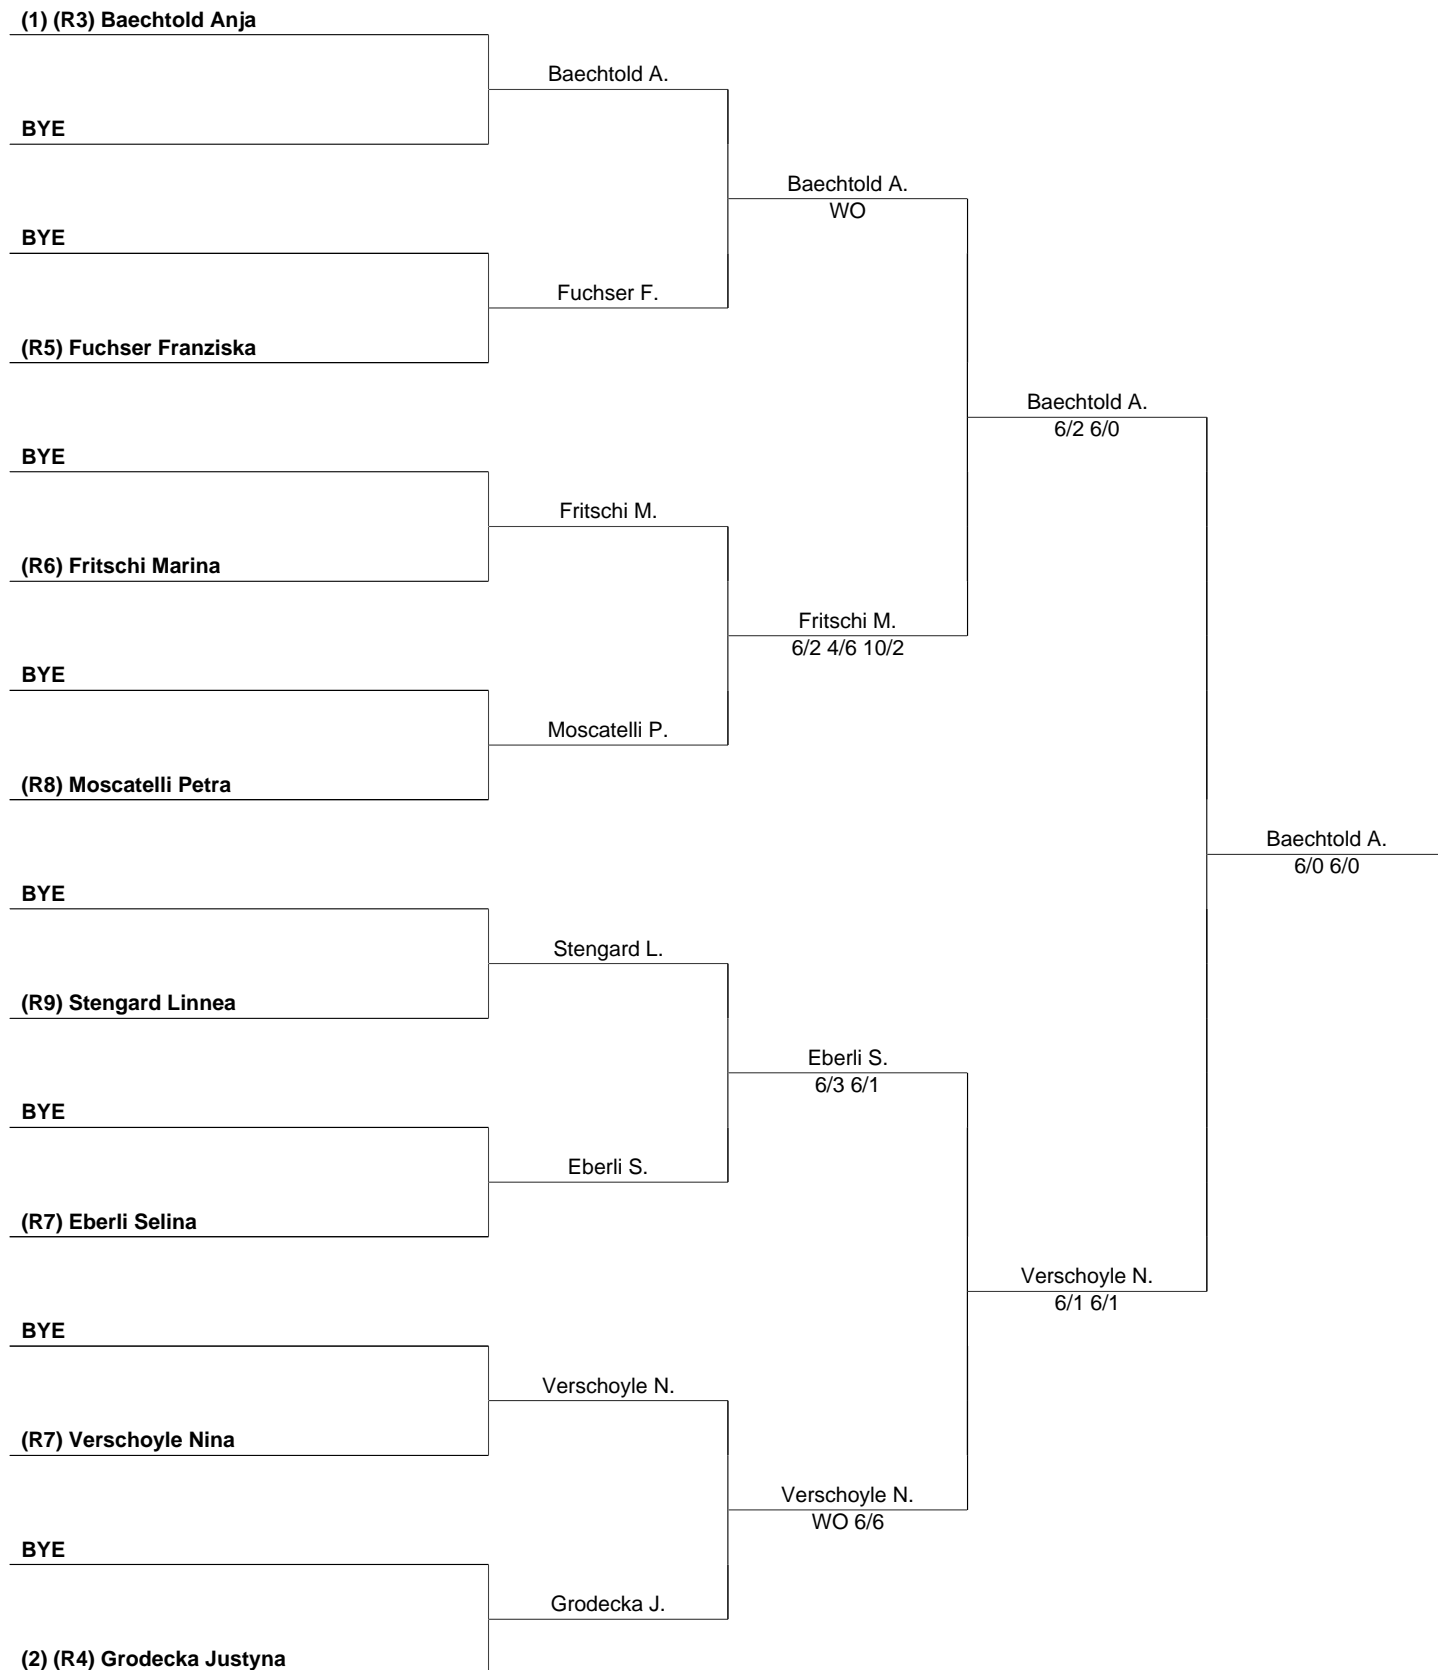 (1) (R3) Baechtold Anja
Baechtold A.
BYE
Baechtold A.
WO
BYE
Fuchser F.
(R5) Fuchser Franziska
Baechtold A.
6/2 6/0
BYE
Fritschi M.
(R6) Fritschi Marina
Fritschi M.
6/2 4/6 10/2
BYE
Moscatelli P.
(R8) Moscatelli Petra
Baechtold A.
6/0 6/0
BYE
Stengard L.
(R9) Stengard Linnea
Eberli S.
6/3 6/1
BYE
Eberli S.
(R7) Eberli Selina
Verschoyle N.
6/1 6/1
BYE
Verschoyle N.
(R7) Verschoyle Nina
Verschoyle N.
WO 6/6
BYE
Grodecka J.
(2) (R4) Grodecka Justyna